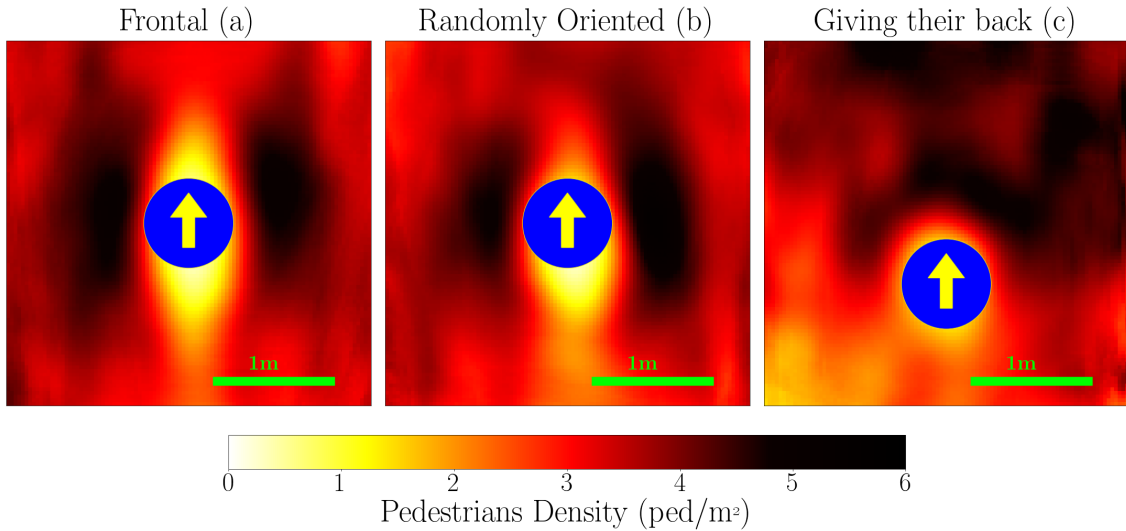 Frontal (a)
Randomly Oriented (b)
Giving their back (c)
1m
1m
1m
0 1 2 3 4 5 6
Pedestrians Density (ped/m²)